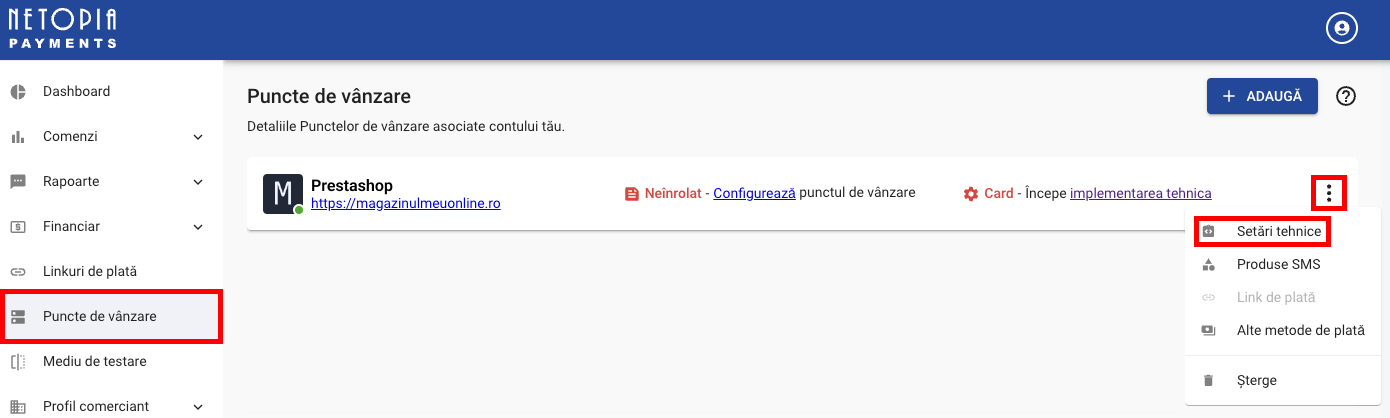 NETOPIA
PAYMENTS
Dashboard
Comenzi
Rapoarte
Financiar
Linkuri de plată
Puncte de vânzare
Mediu de testare
Profil comerciant
Puncte de vânzare
Detaliile Punctelor de vânzare asociate contului tău.
+ ADAUGĂ
?
M
Prestashop
https://magazinulmeuonline.ro
Neînrolat - Configurează punctul de vânzare
Card - Începe implementarea tehnica
Setări tehnice
Produse SMS
Link de plată
Alte metode de plată
Șterge